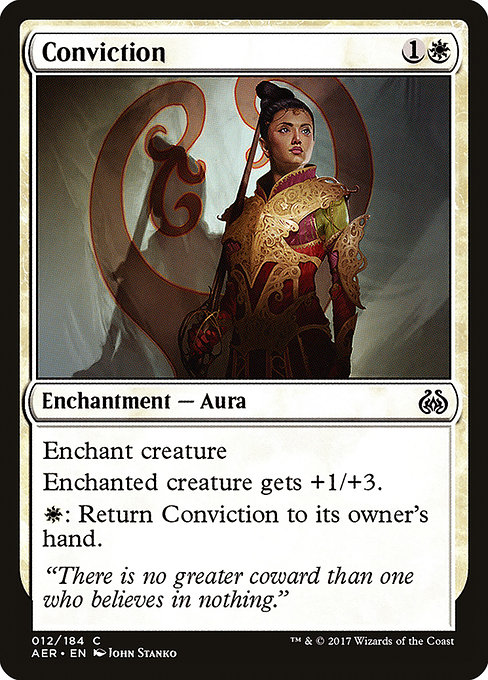 Conviction 1
Enchantment — Aura
Enchant creature
Enchanted creature gets +1/+3.
: Return Conviction to its owner's
hand.
“There is no greater coward than one
who believes in nothing.”
012/184 C
™ & © 2017 Wizards of the Coast
AER • EN John Stanko